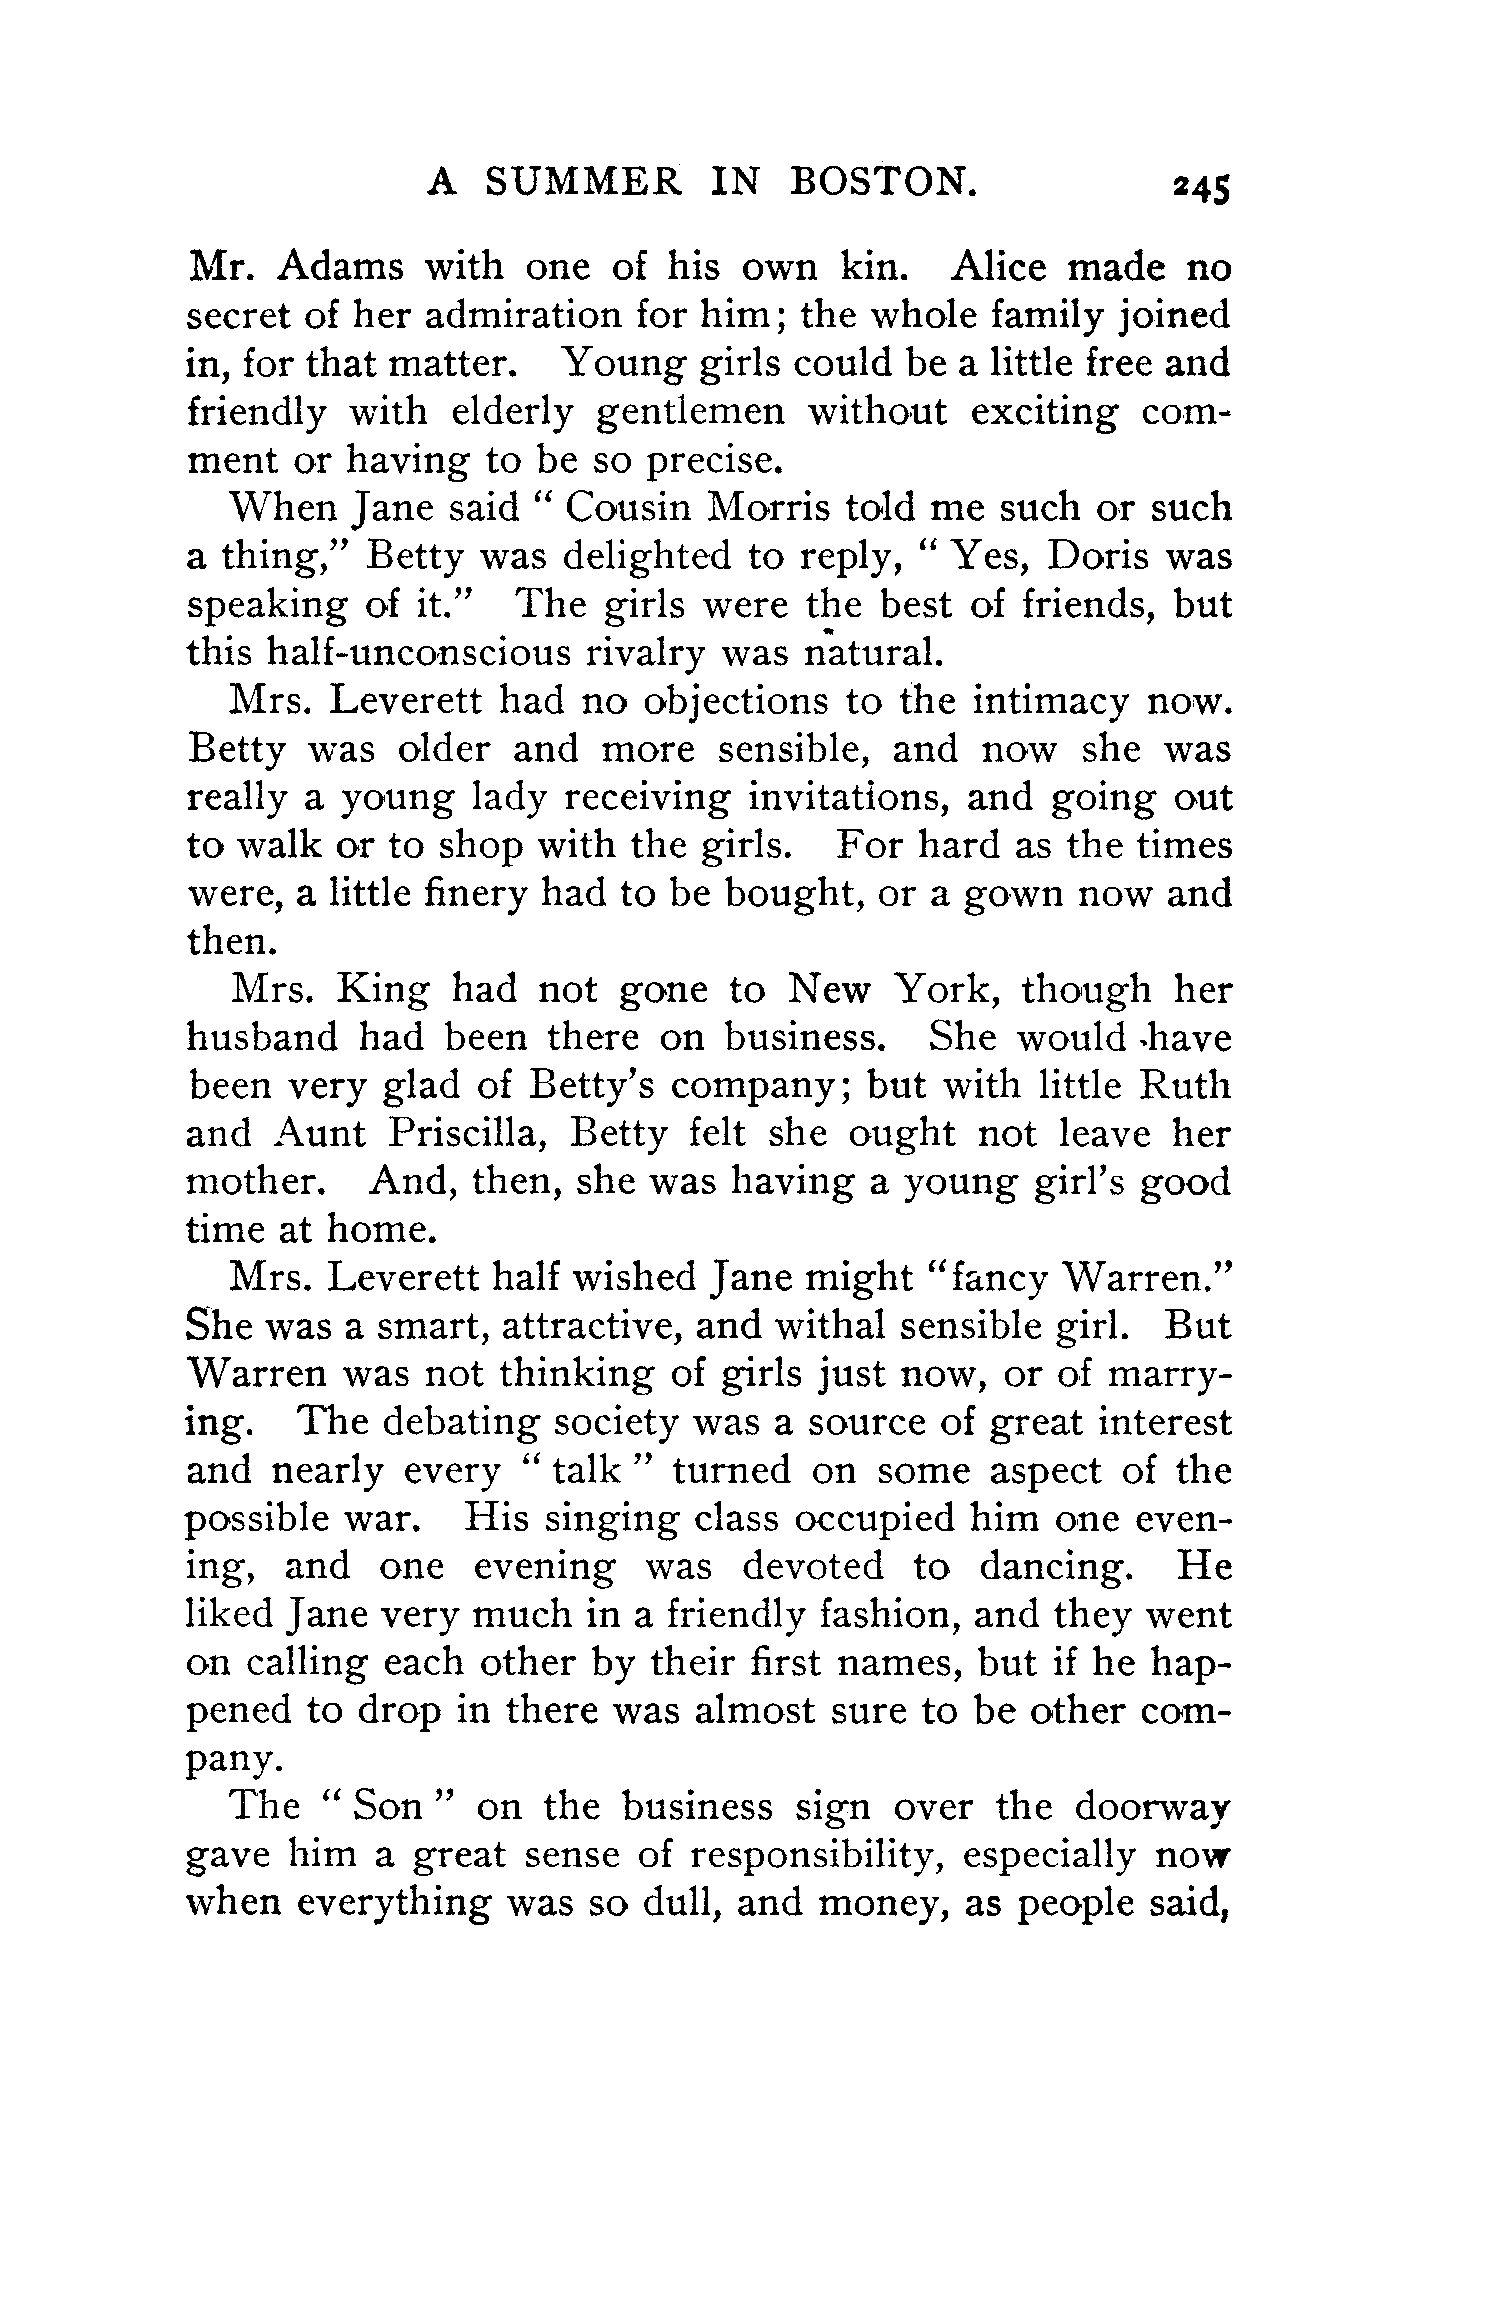 A SUMMER IN BOSTON. 245
Mr. Adams with one of his own kin. Alice made no
secret of her admiration for him; the whole family joined
in, for that matter. Young girls could be a little free and
friendly with elderly gentlemen without exciting com-
ment or having to be so precise.
When Jane said “ Cousin Morris told me such or such
a thing,” Betty was delighted to reply, “ Yes, Doris was
speaking of it.” The girls were the best of friends, but
this half-unconscious rivalry was natural.
Mrs. Leverett had no objections to the intimacy now.
Betty was older and more sensible, and now she was
really a young lady receiving invitations, and going out
to walk or to shop with the girls. For hard as the times
were, a little finery had to be bought, or a gown now and
then.
Mrs. King had not gone to New York, though her
husband had been there on business. She would have
been very glad of Betty’s company; but with little Ruth
and Aunt Priscilla, Betty felt she ought not leave her
mother. And, then, she was having a young girl’s good
time at home.
Mrs. Leverett half wished Jane might “fancy Warren.”
She was a smart, attractive, and withal sensible girl. But
Warren was not thinking of girls just now, or of marry-
ing. The debating society was a source of great interest
and nearly every “ talk ” turned on some aspect of the
possible war. His singing class occupied him one even-
ing, and one evening was devoted to dancing. He
liked Jane very much in a friendly fashion, and they went
on calling each other by their first names, but if he hap-
pened to drop in there was almost sure to be other com-
pany.
The “ Son ” on the business sign over the doorway
gave him a great sense of responsibility, especially now
when everything was so dull, and money, as people said,